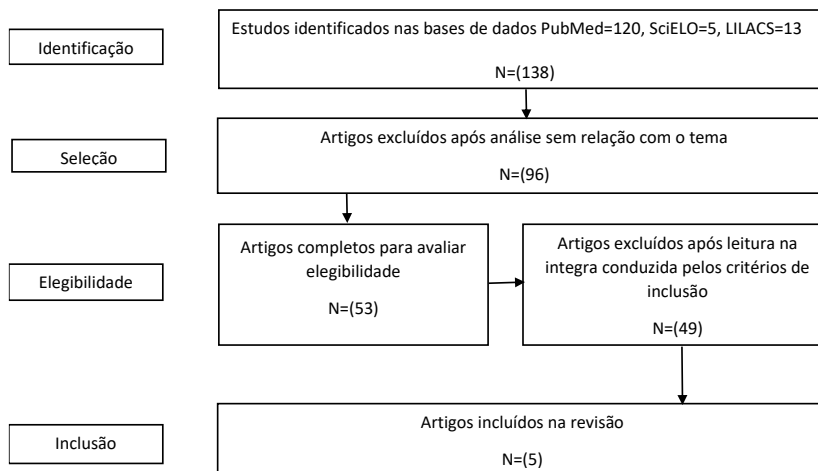 Identificação
Estudos identificados nas bases de dados PubMed=120, SciELO=5, LILACS=13
N=(138)
Seleção
Artigos excluídos após análise sem relação com o tema
N=(96)
Elegibilidade
Artigos completos para avaliar
elegibilidade
N=(53)
Artigos excluídos após leitura na
integra conduzida pelos critérios de
inclusão
N=(49)
Inclusão
Artigos incluídos na revisão
N=(5)